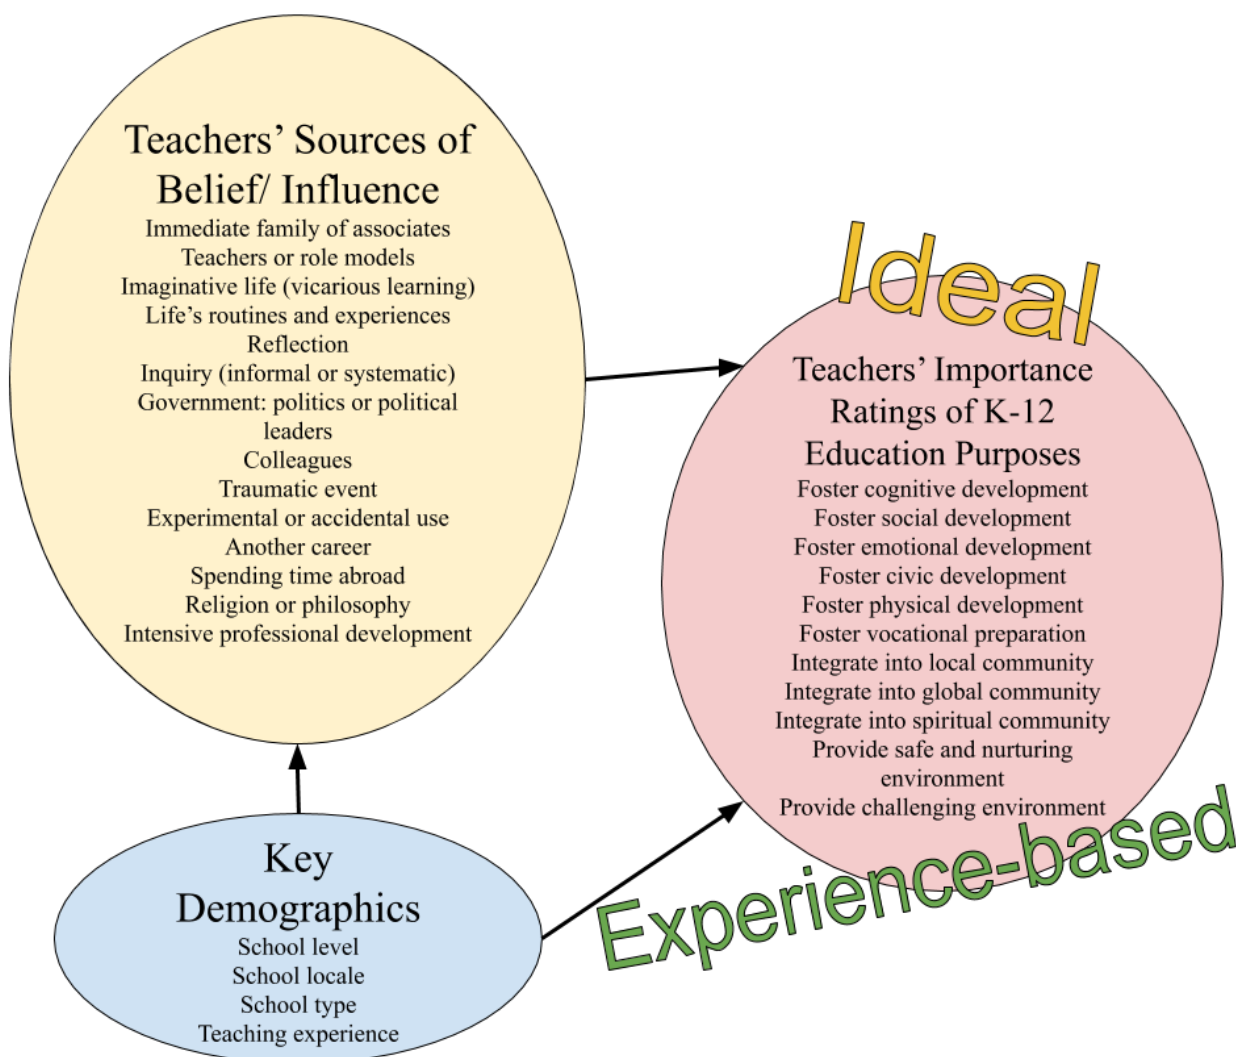 Teachers’ Sources of
Belief/ Influence
Immediate family of associates
Teachers or role models
Imaginative life (vicarious learning)
Life’s routines and experiences
Reflection
Inquiry (informal or systematic)
Government: politics or political
leaders
Colleagues
Traumatic event
Experimental or accidental use
Another career
Spending time abroad
Religion or philosophy
Intensive professional development
Key
Demographics
School level
School locale
School type
Teaching experience
Ideal
Teachers’ Importance
Ratings of K-12
Education Purposes
Foster cognitive development
Foster social development
Foster emotional development
Foster civic development
Foster physical development
Foster vocational preparation
Integrate into local community
Integrate into global community
Integrate into spiritual community
Provide safe and nurturing
environment
Provide challenging environment
Experience-based